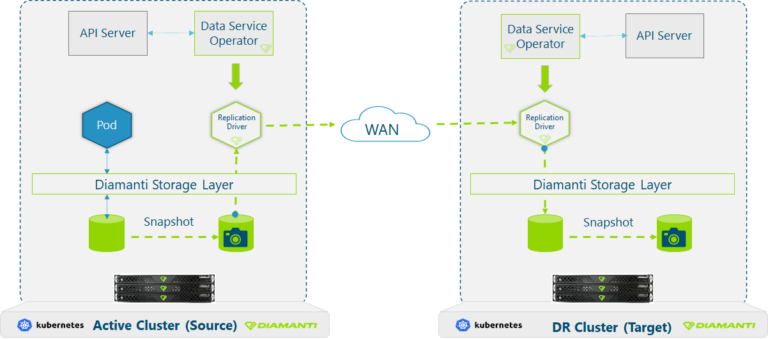 API Server
Data Service
Operator
Pod
Replication
Driver
Diamanti Storage Layer
Snapshot
kubernetes
Active Cluster (Source)
DIAMANTI
WAN
Data Service
Operator
API Server
Replication
Driver
Diamanti Storage Layer
Snapshot
kubernetes
DR Cluster (Target)
DIAMANTI